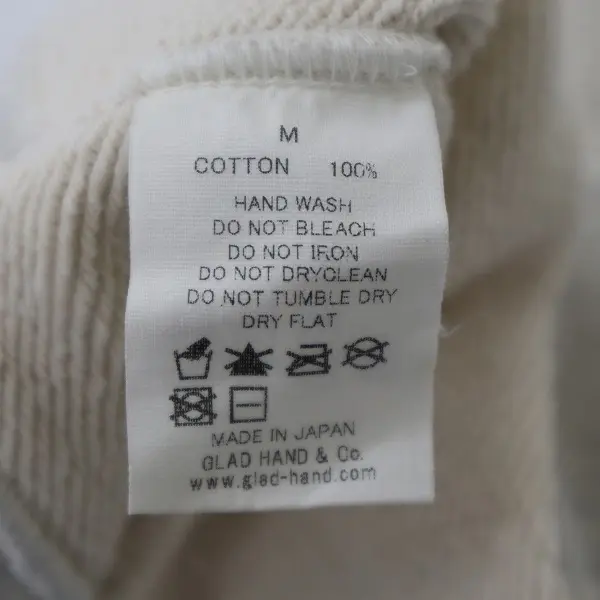 M
COTTON 100%
HAND WASH
DO NOT BLEACH
DO NOT IRON
DO NOT DRYCLEAN
DO NOT TUMBLE DRY
DRY FLAT
MADE IN JAPAN
GLAD HAND & Co.
www.glad-hand.com